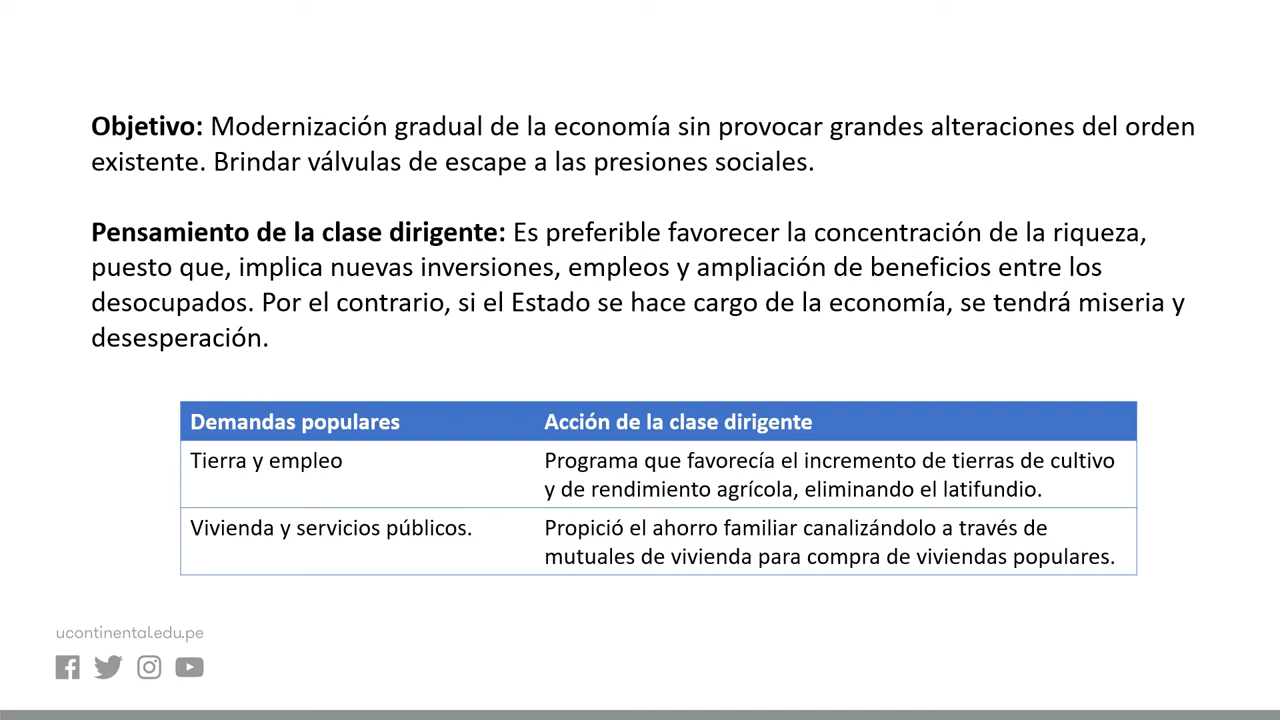 Objetivo: Modernización gradual de la economía sin provocar grandes alteraciones del orden
existente. Brindar válvulas de escape a las presiones sociales.
Pensamiento de la clase dirigente: Es preferible favorecer la concentración de la riqueza,
puesto que, implica nuevas inversiones, empleos y ampliación de beneficios entre los
desocupados. Por el contrario, si el Estado se hace cargo de la economía, se tendrá miseria y
desesperación.
Demandas populares Acción de la clase dirigente
Tierra y empleo Programa que favorecía el incremento de tierras de cultivo
y de rendimiento agrícola, eliminando el latifundio.
Vivienda y servicios públicos. Propició el ahorro familiar canalizándolo a través de
mutuales de vivienda para compra de viviendas populares.
ucontinental.edu.pe